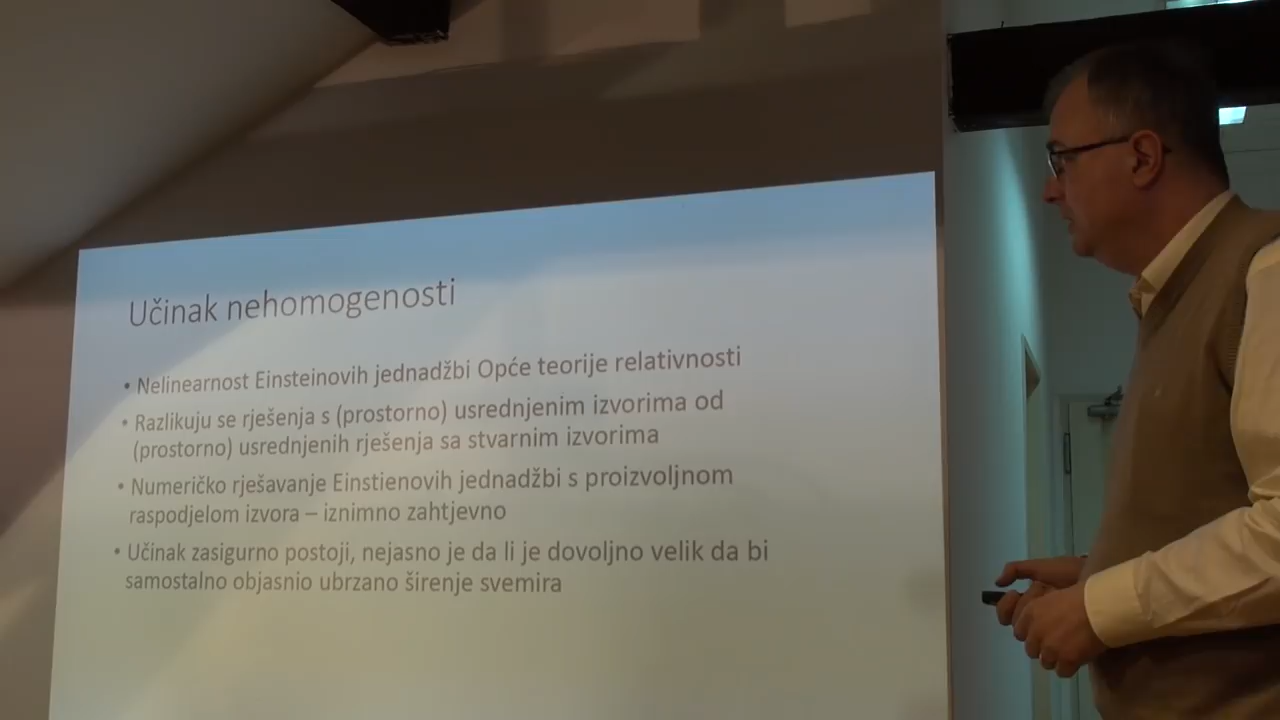 Učinak nehomogenosti
• Nelinearnost Einsteinovih jednadžbi Opće teorije relativnosti
• Razlikuju se rješenja s (prostorno) usrednjenim izvorima od
(prostorno) usrednjenih rješenja sa stvarnim izvorima
• Numeričko rješavanje Einstienovih jednadžbi s proizvoljnom
raspodjelom izvora – iznimno zahtjevno
• Učinak zasigurno postoji, nejasno je da li je dovoljno velik da bi
samostalno objasnio ubrzano širenje svemira